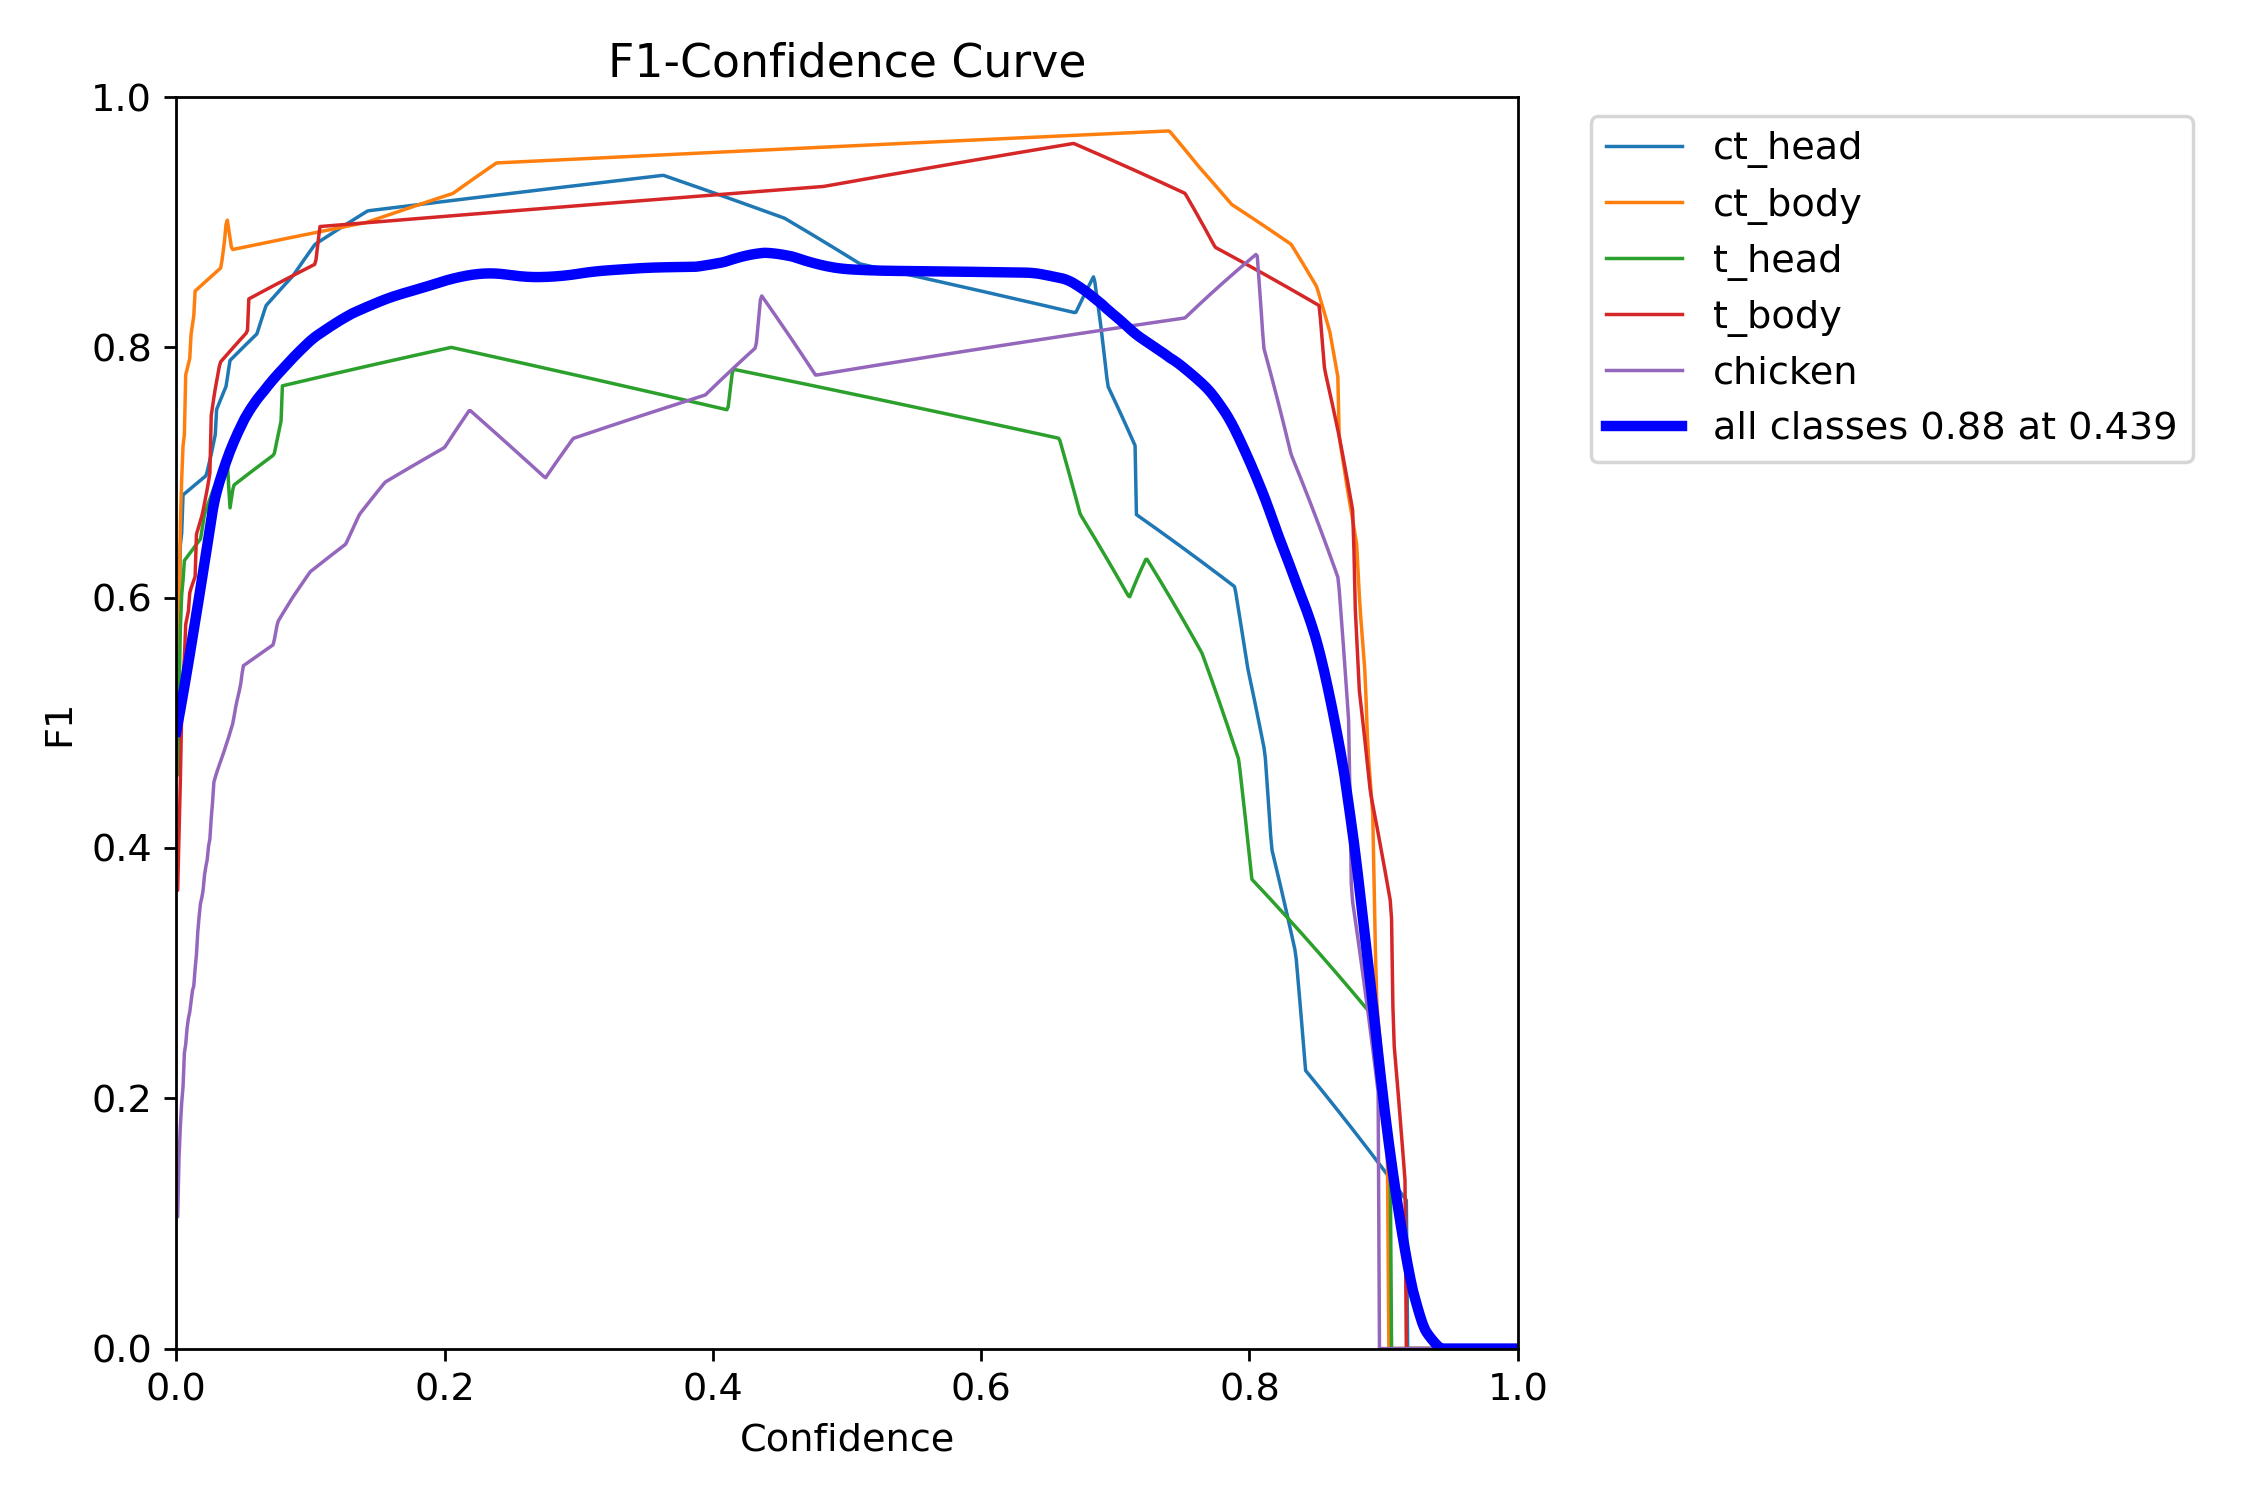 F1-Confidence Curve
1.0
0.8
0.6
0.4
0.2
0.0
F1
0.0 0.2 0.4 0.6 0.8 1.0
Confidence
ct_head
ct_body
t_head
t_body
chicken
all classes 0.88 at 0.439